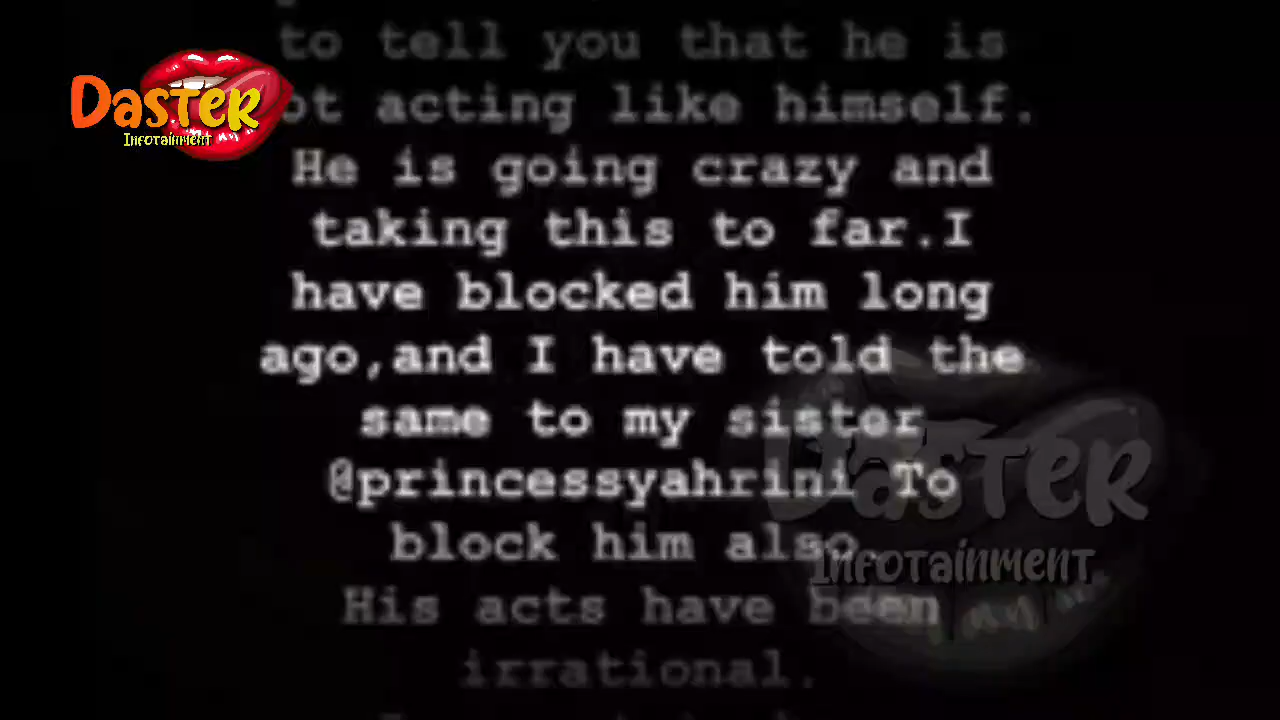 to tell you that he is
DASTER
INFOTAINMENT
ot acting like himself.
He is going crazy and
taking this to far.I
have blocked him long
ago,and I have told the
same to my sister
@princessyahrini To
block him also.
His acts have been
irrational.
DASTER
INFOTAINMENT